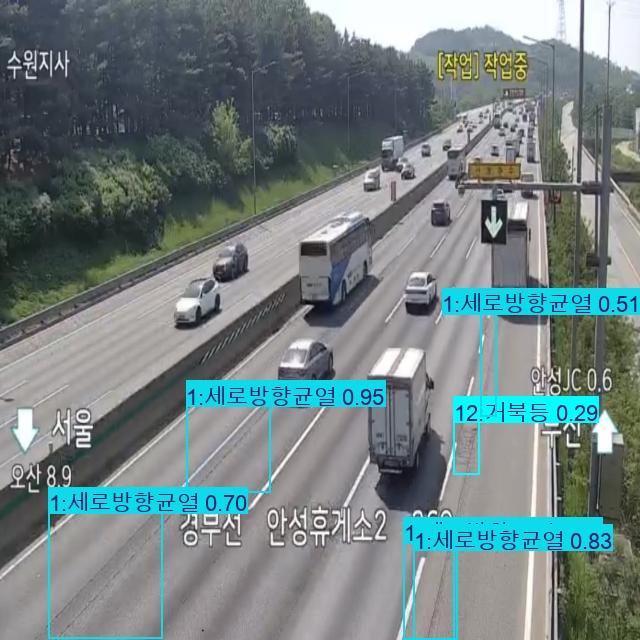 수원지사
[작업] 작업중
1:세로방향균열 0.51
안성JC 0.6
부산
1:세로방향균열 0.95
12.거북등 0.29
서울
오산 8.9
1:세로방향균열 0.70
경부선 안성휴게소2
1:세로방향균열 0.83